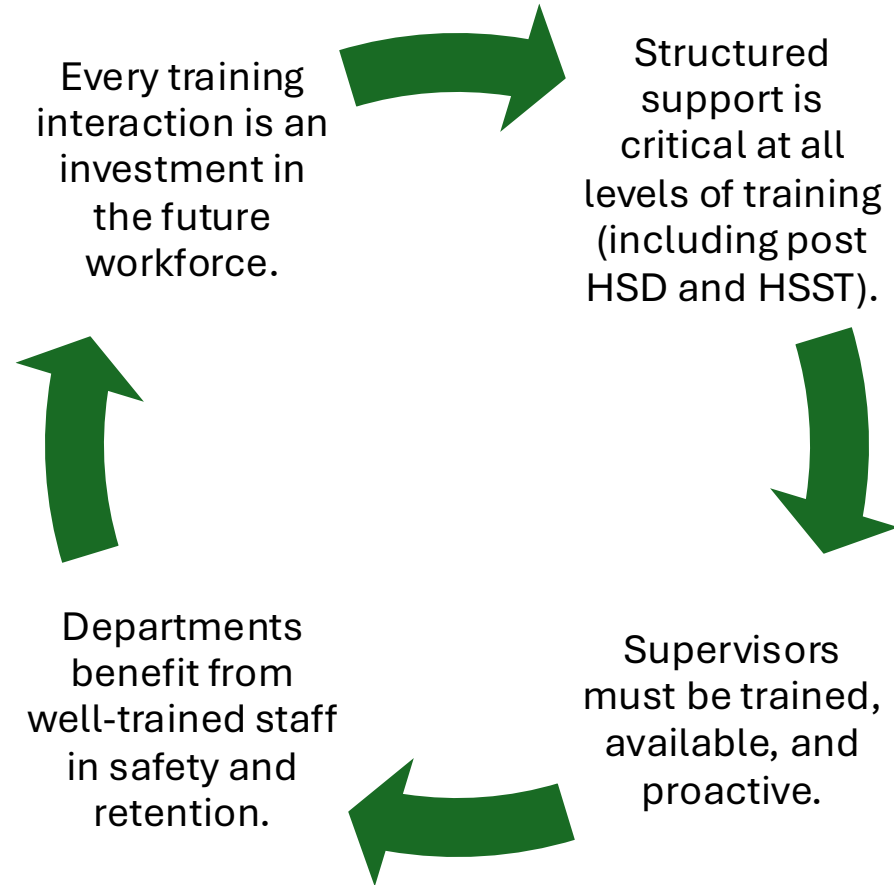 Every training
interaction is an
investment in
the future
workforce.
Structured
support is
critical at all
levels of training
(including post
HSD and HSST).
Supervisors
must be trained,
available, and
proactive.
Departments
benefit from
well-trained staff
in safety and
retention.